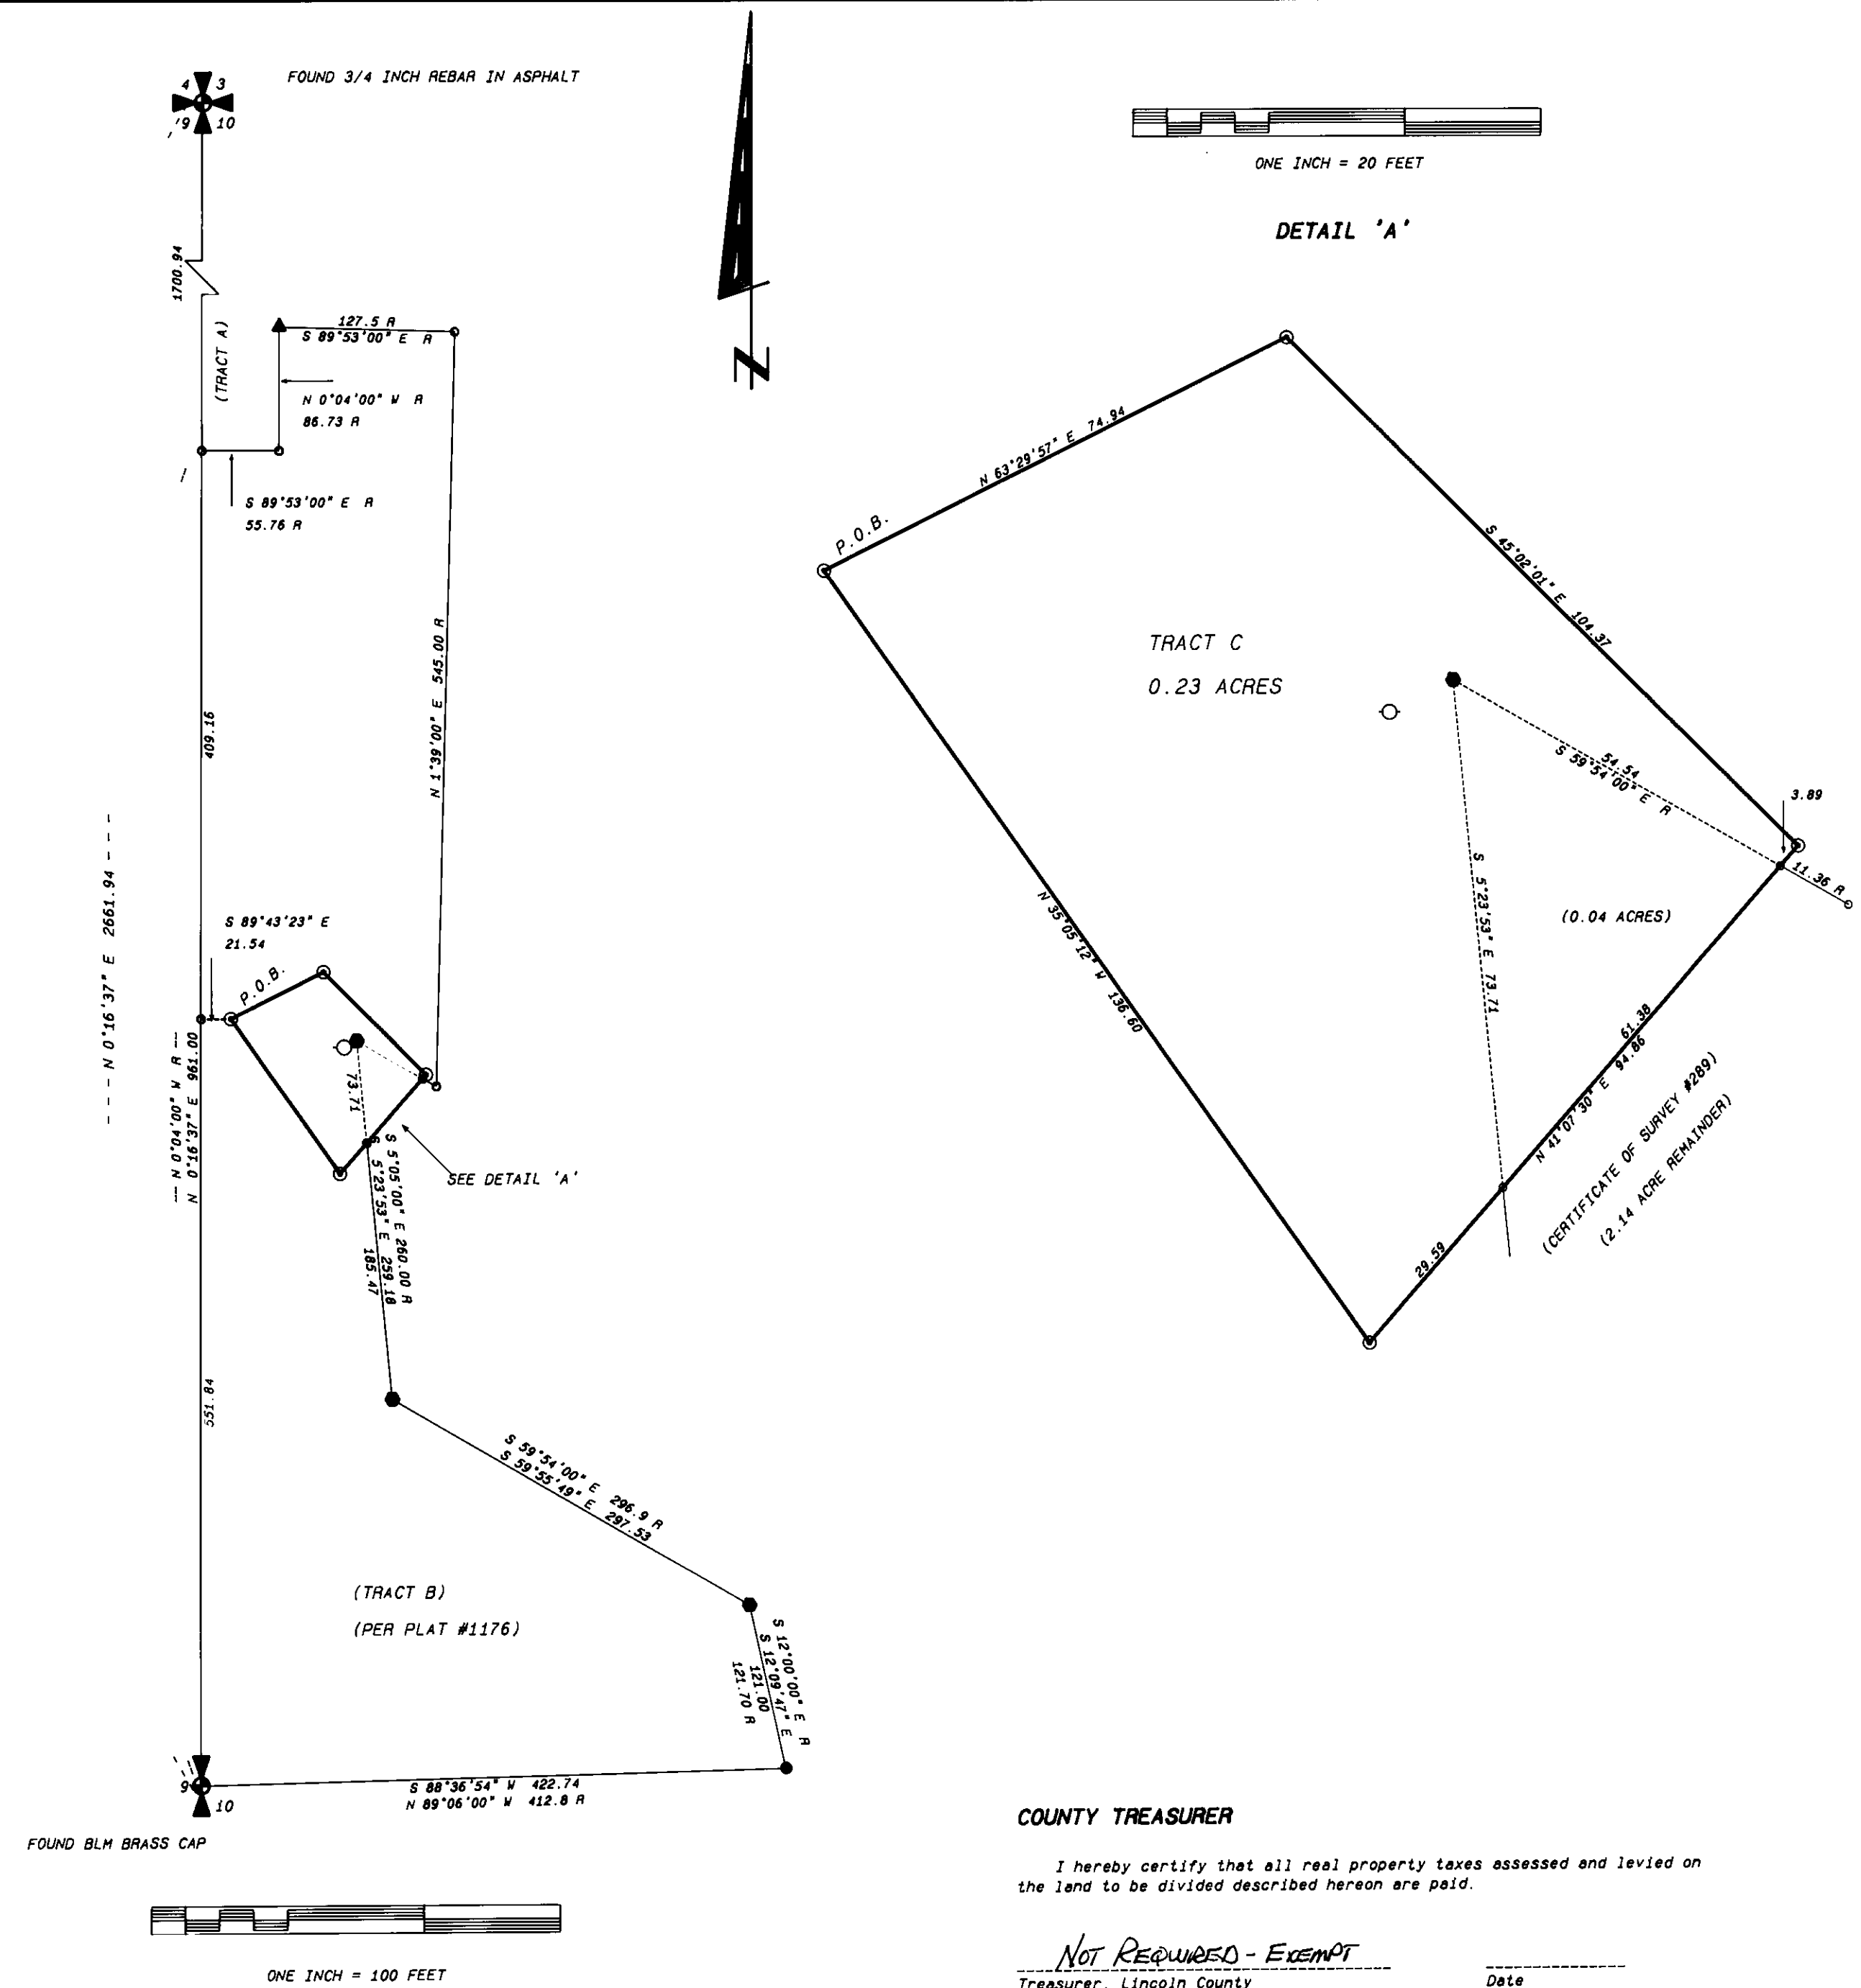 FOUND 3/4 INCH REBAR IN ASPHALT
4 3
9 10
1700.94
(TRACT A)
127.5 R
S 89°53'00" E R
N 0°04'00" W R
86.73 R
S 89°53'00" E R
55.76 R
N 1°39'00" E 545.00 R
409.16
--- N 0°16'37" E 2661.94 ---
S 89°43'23" E
21.54
P.O.B.
-- N 0°04'00" W R --
N 0°16'37" E 961.00
73.71
SEE DETAIL 'A'
S 5°05'00" E 260.00 R
S 5°23'53" E 259.18
185.47
551.84
S 59°54'00" E 296.9 R
S 59°55'49" E 297.53
(TRACT B)
(PER PLAT #1176)
S 12°00'00" E R
S 12°09'47" E
121.00
121.70 R
9
10
S 88°36'54" W 422.74
N 89°06'00" W 412.8 R
FOUND BLM BRASS CAP
ONE INCH = 100 FEET
N
ONE INCH = 20 FEET
DETAIL 'A'
N 63°29'57" E 74.94
P.O.B.
S 45°02'01" E 104.37
TRACT C
0.23 ACRES
54.54
S 59°54'00" E R
3.89
11.36 R
S 5°23'53" E 73.71
(0.04 ACRES)
N 35°05'12" W 136.60
61.38
N 41°07'30" E 94.86
29.59
(CERTIFICATE OF SURVEY #289)
(2.14 ACRE REMAINDER)
COUNTY TREASURER
I hereby certify that all real property taxes assessed and levied on
the land to be divided described hereon are paid.
NOT REQUIRED - EXEMPT
Treasurer, Lincoln County
Date